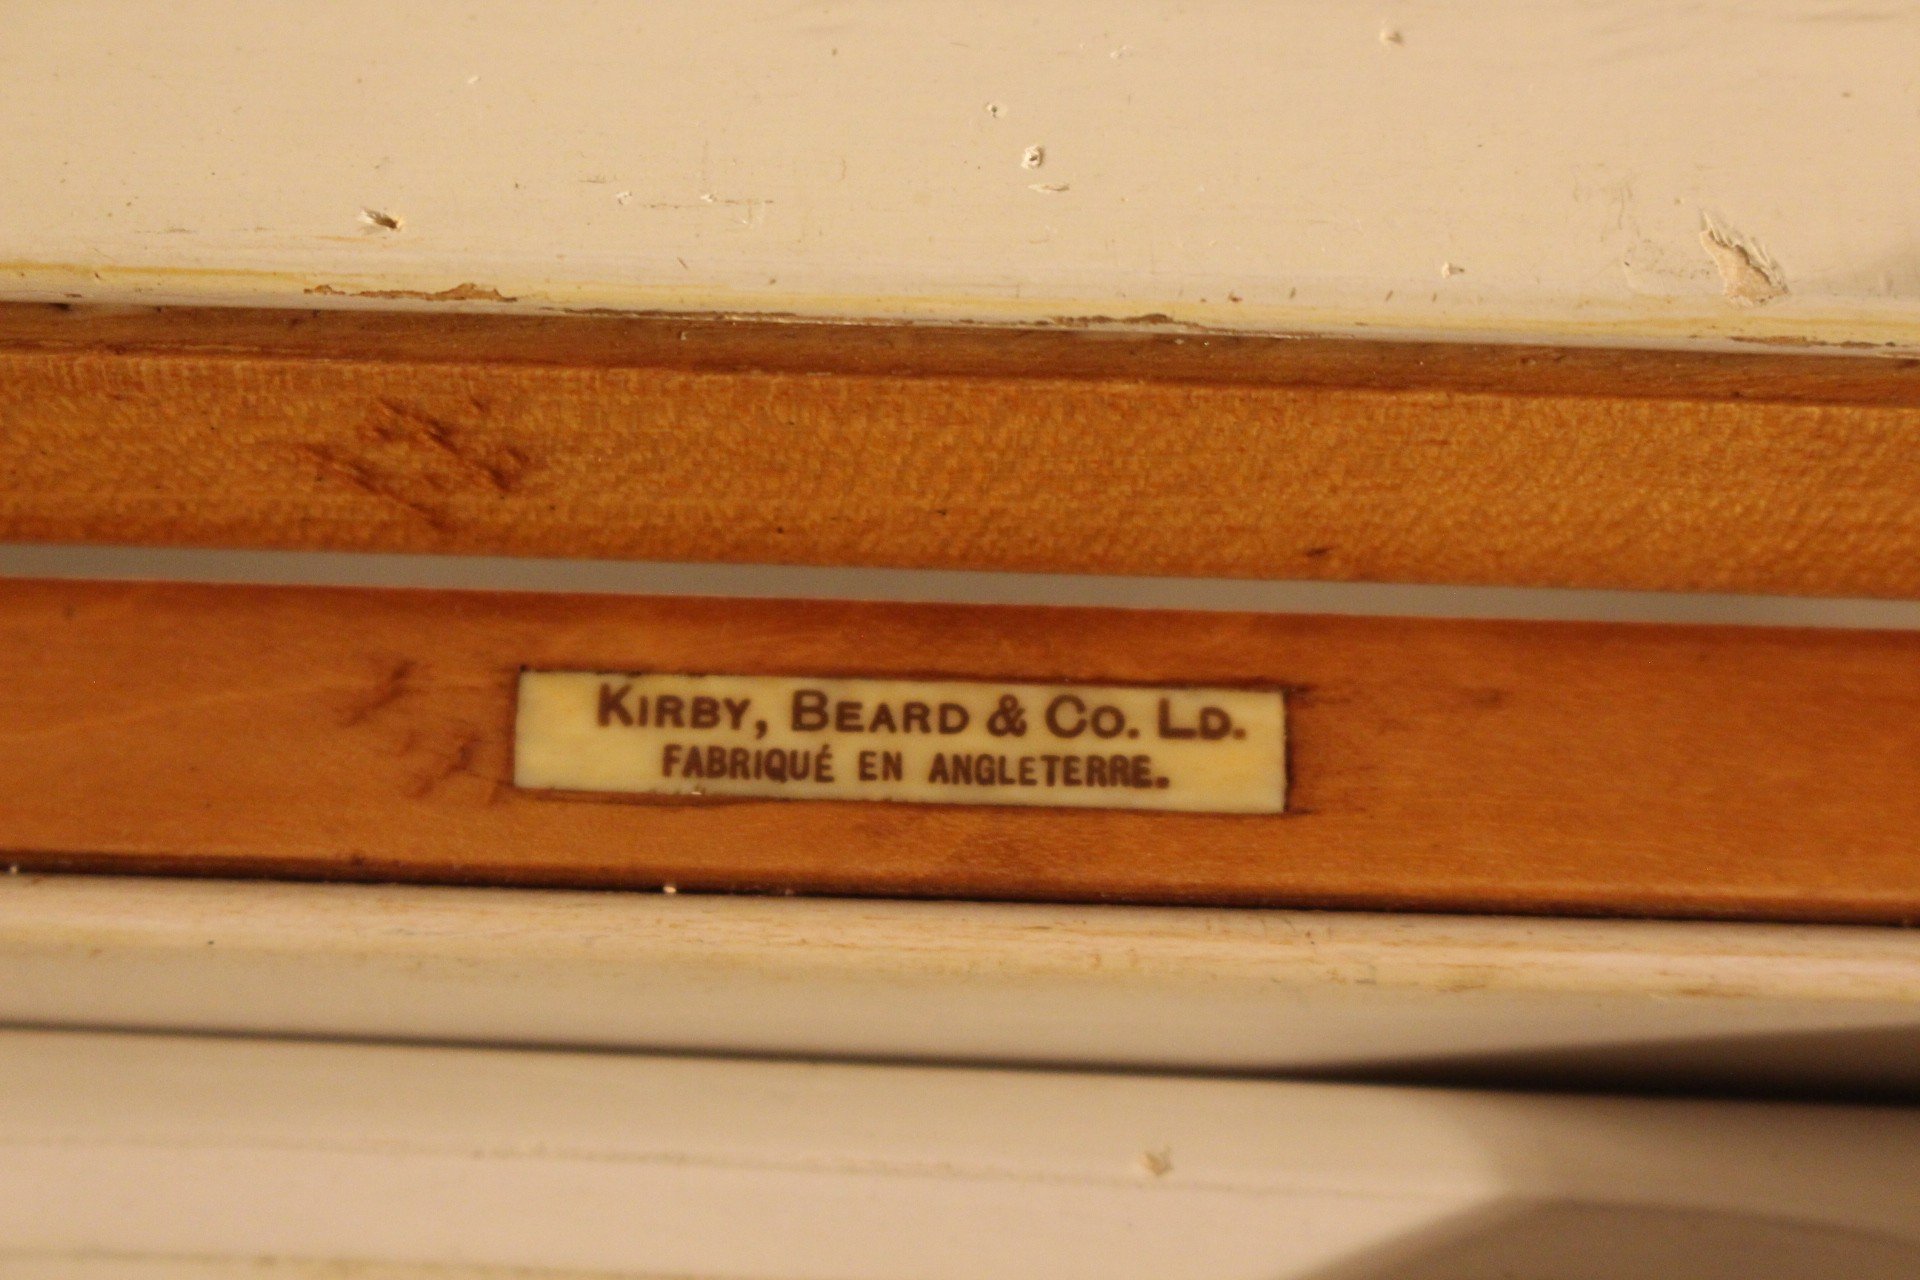 Kirby, Beard & Co. Ld.
FABRIQUÉ EN ANGLETERRE.